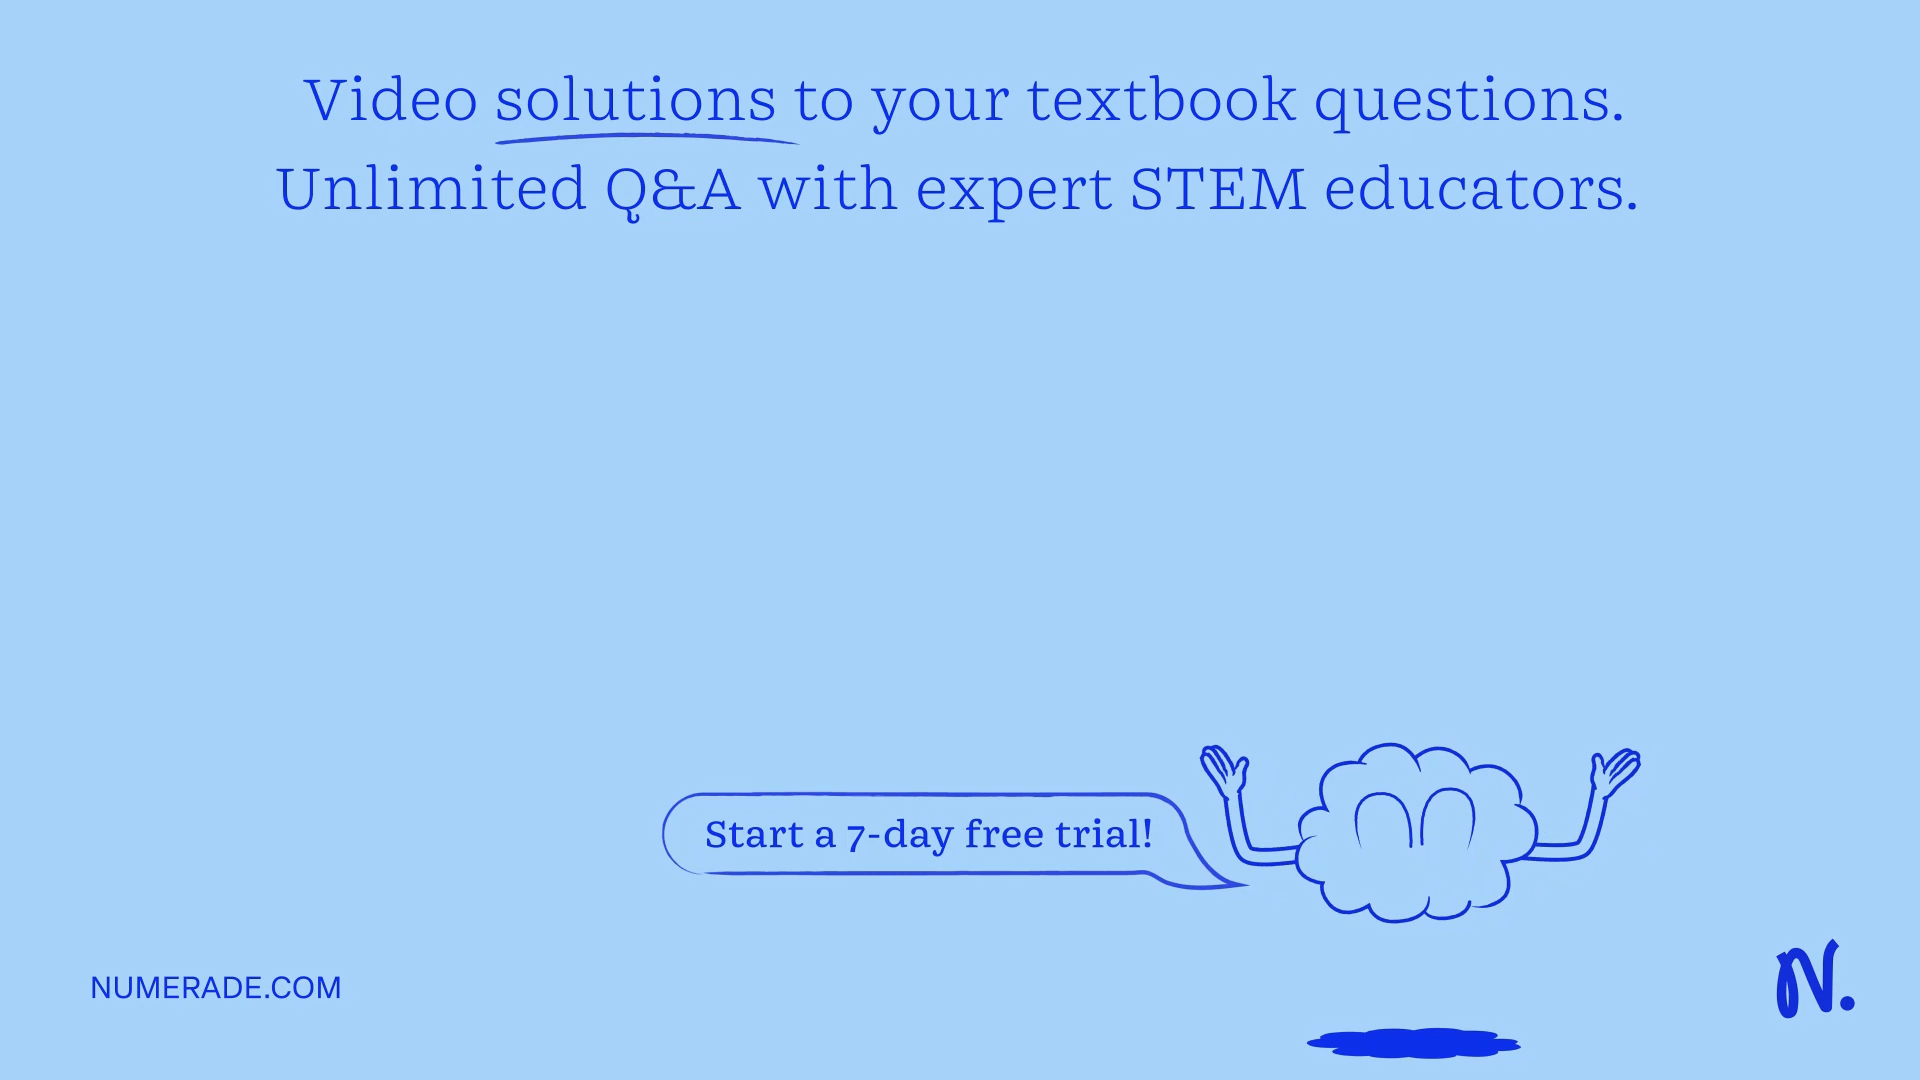 Video solutions to your textbook questions.
Unlimited Q&A with expert STEM educators.
Start a 7-day free trial!
NUMERADE.COM
N.